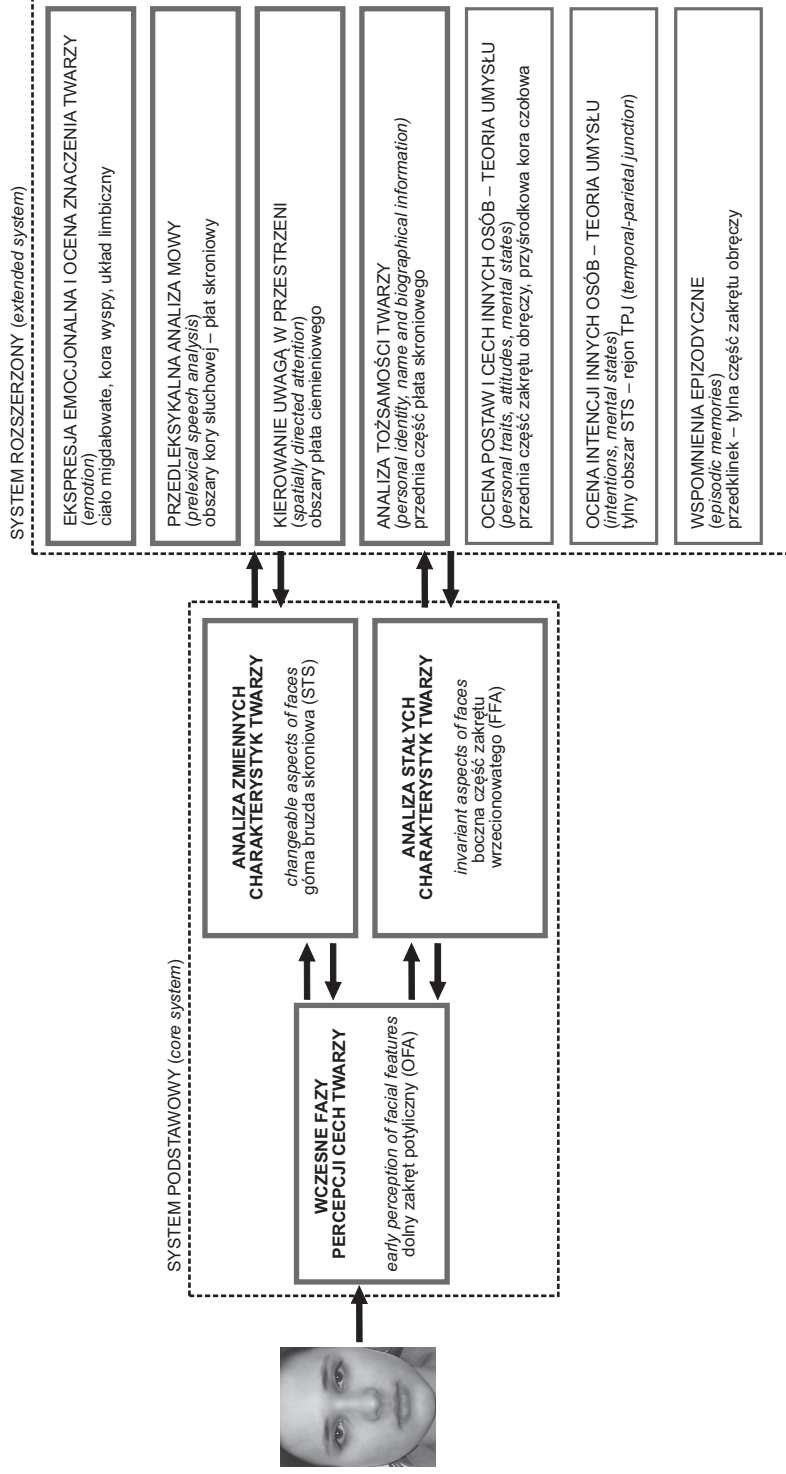 SYSTEM PODSTAWOWY (core system)
WCZESNE FAZY
PERCEPCJI CECH TWARZY
early perception of facial features
dolny zakręt potyliczny (OFA)
ANALIZA ZMIENNYCH
CHARAKTERYSTYK TWARZY
changeable aspects of faces
górna bruzda skroniowa (STS)
ANALIZA STAŁYCH
CHARAKTERYSTYK TWARZY
invariant aspects of faces
boczna część zakrętu
wrzecionowatego (FFA)
SYSTEM ROZSZERZONY (extended system)
EKSPRESJA EMOCJONALNA I OCENA ZNACZENIA TWARZY
(emotion)
ciało migdałowate, kora wyspy, układ limbiczny
PRZEDLEKSYKALNA ANALIZA MOWY
(prelexical speech analysis)
obszary kory słuchowej – płat skroniowy
KIEROWANIE UWAGĄ W PRZESTRZENI
(spatially directed attention)
obszary płata ciemieniowego
ANALIZA TOŻSAMOŚCI TWARZY
(personal identity, name and biographical information)
przednia część płata skroniowego
OCENA POSTAW I CECH INNYCH OSÓB – TEORIA UMYSŁU
(personal traits, attitudes, mental states)
przednia część zakrętu obręczy, przyśrodkowa kora czołowa
OCENA INTENCJI INNYCH OSÓB – TEORIA UMYSŁU
(intentions, mental states)
tylny obszar STS – rejon TPJ (temporal-parietal junction)
WSPOMNIENIA EPIZODYCZNE
(episodic memories)
przedklinek – tylna część zakrętu obręczy